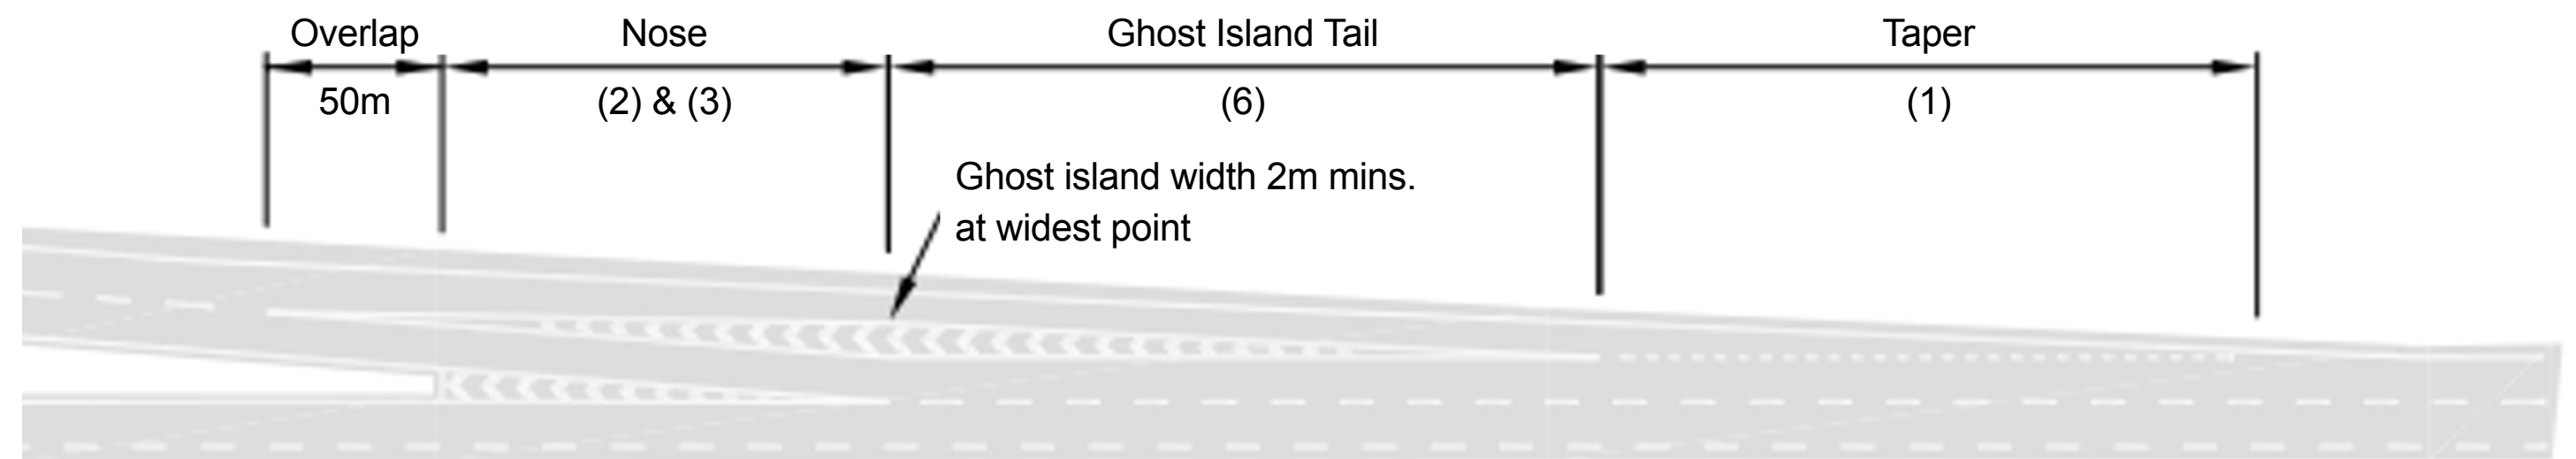 Overlap
Nose
Ghost Island Tail
Taper
50m
(2) & (3)
(6)
(1)
Ghost island width 2m mins.
at widest point